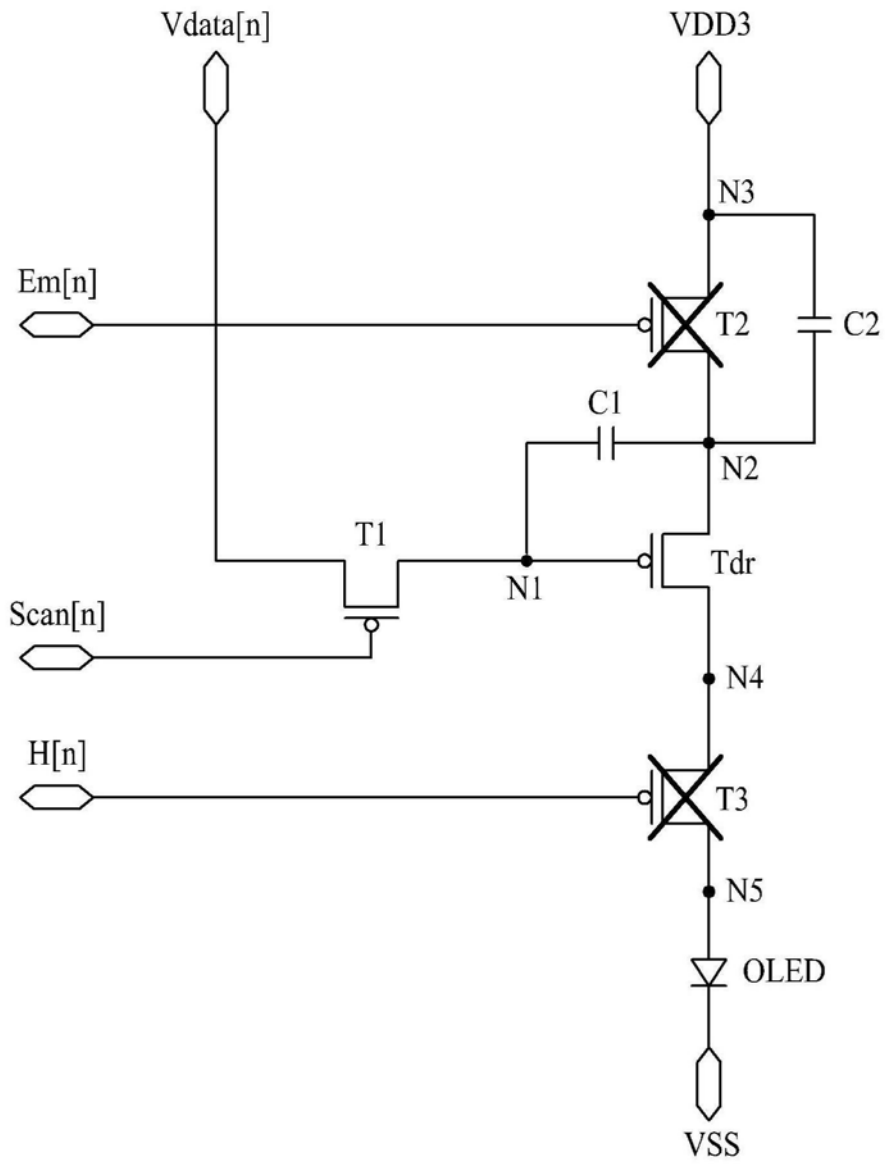 Vdata[n]
VDD3
N3
Em[n]
T2
C2
C1
N2
T1
Tdr
N1
Scan[n]
N4
H[n]
T3
N5
OLED
VSS